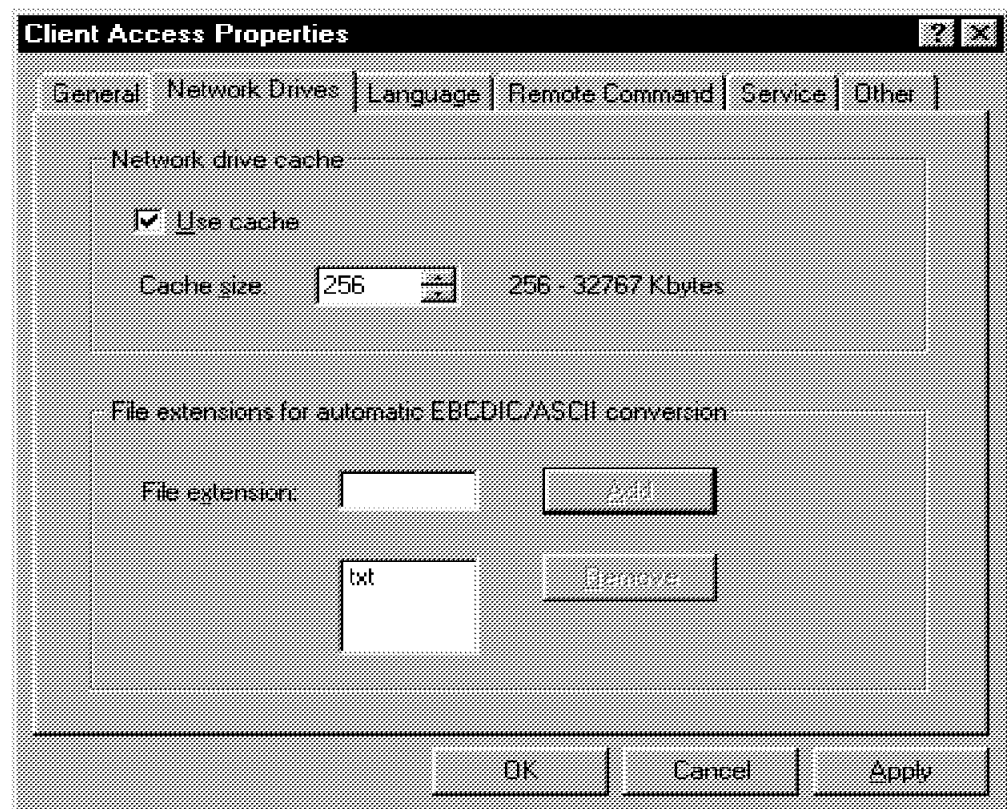 Client Access Properties
General Network Drives Language Remote Command Service Other
Network drive cache
Use cache
Cache size 256 256 - 32767 Kbytes
File extensions for automatic EBCDIC/ASCII conversion
File extension: Add
txt Remove
OK Cancel Apply